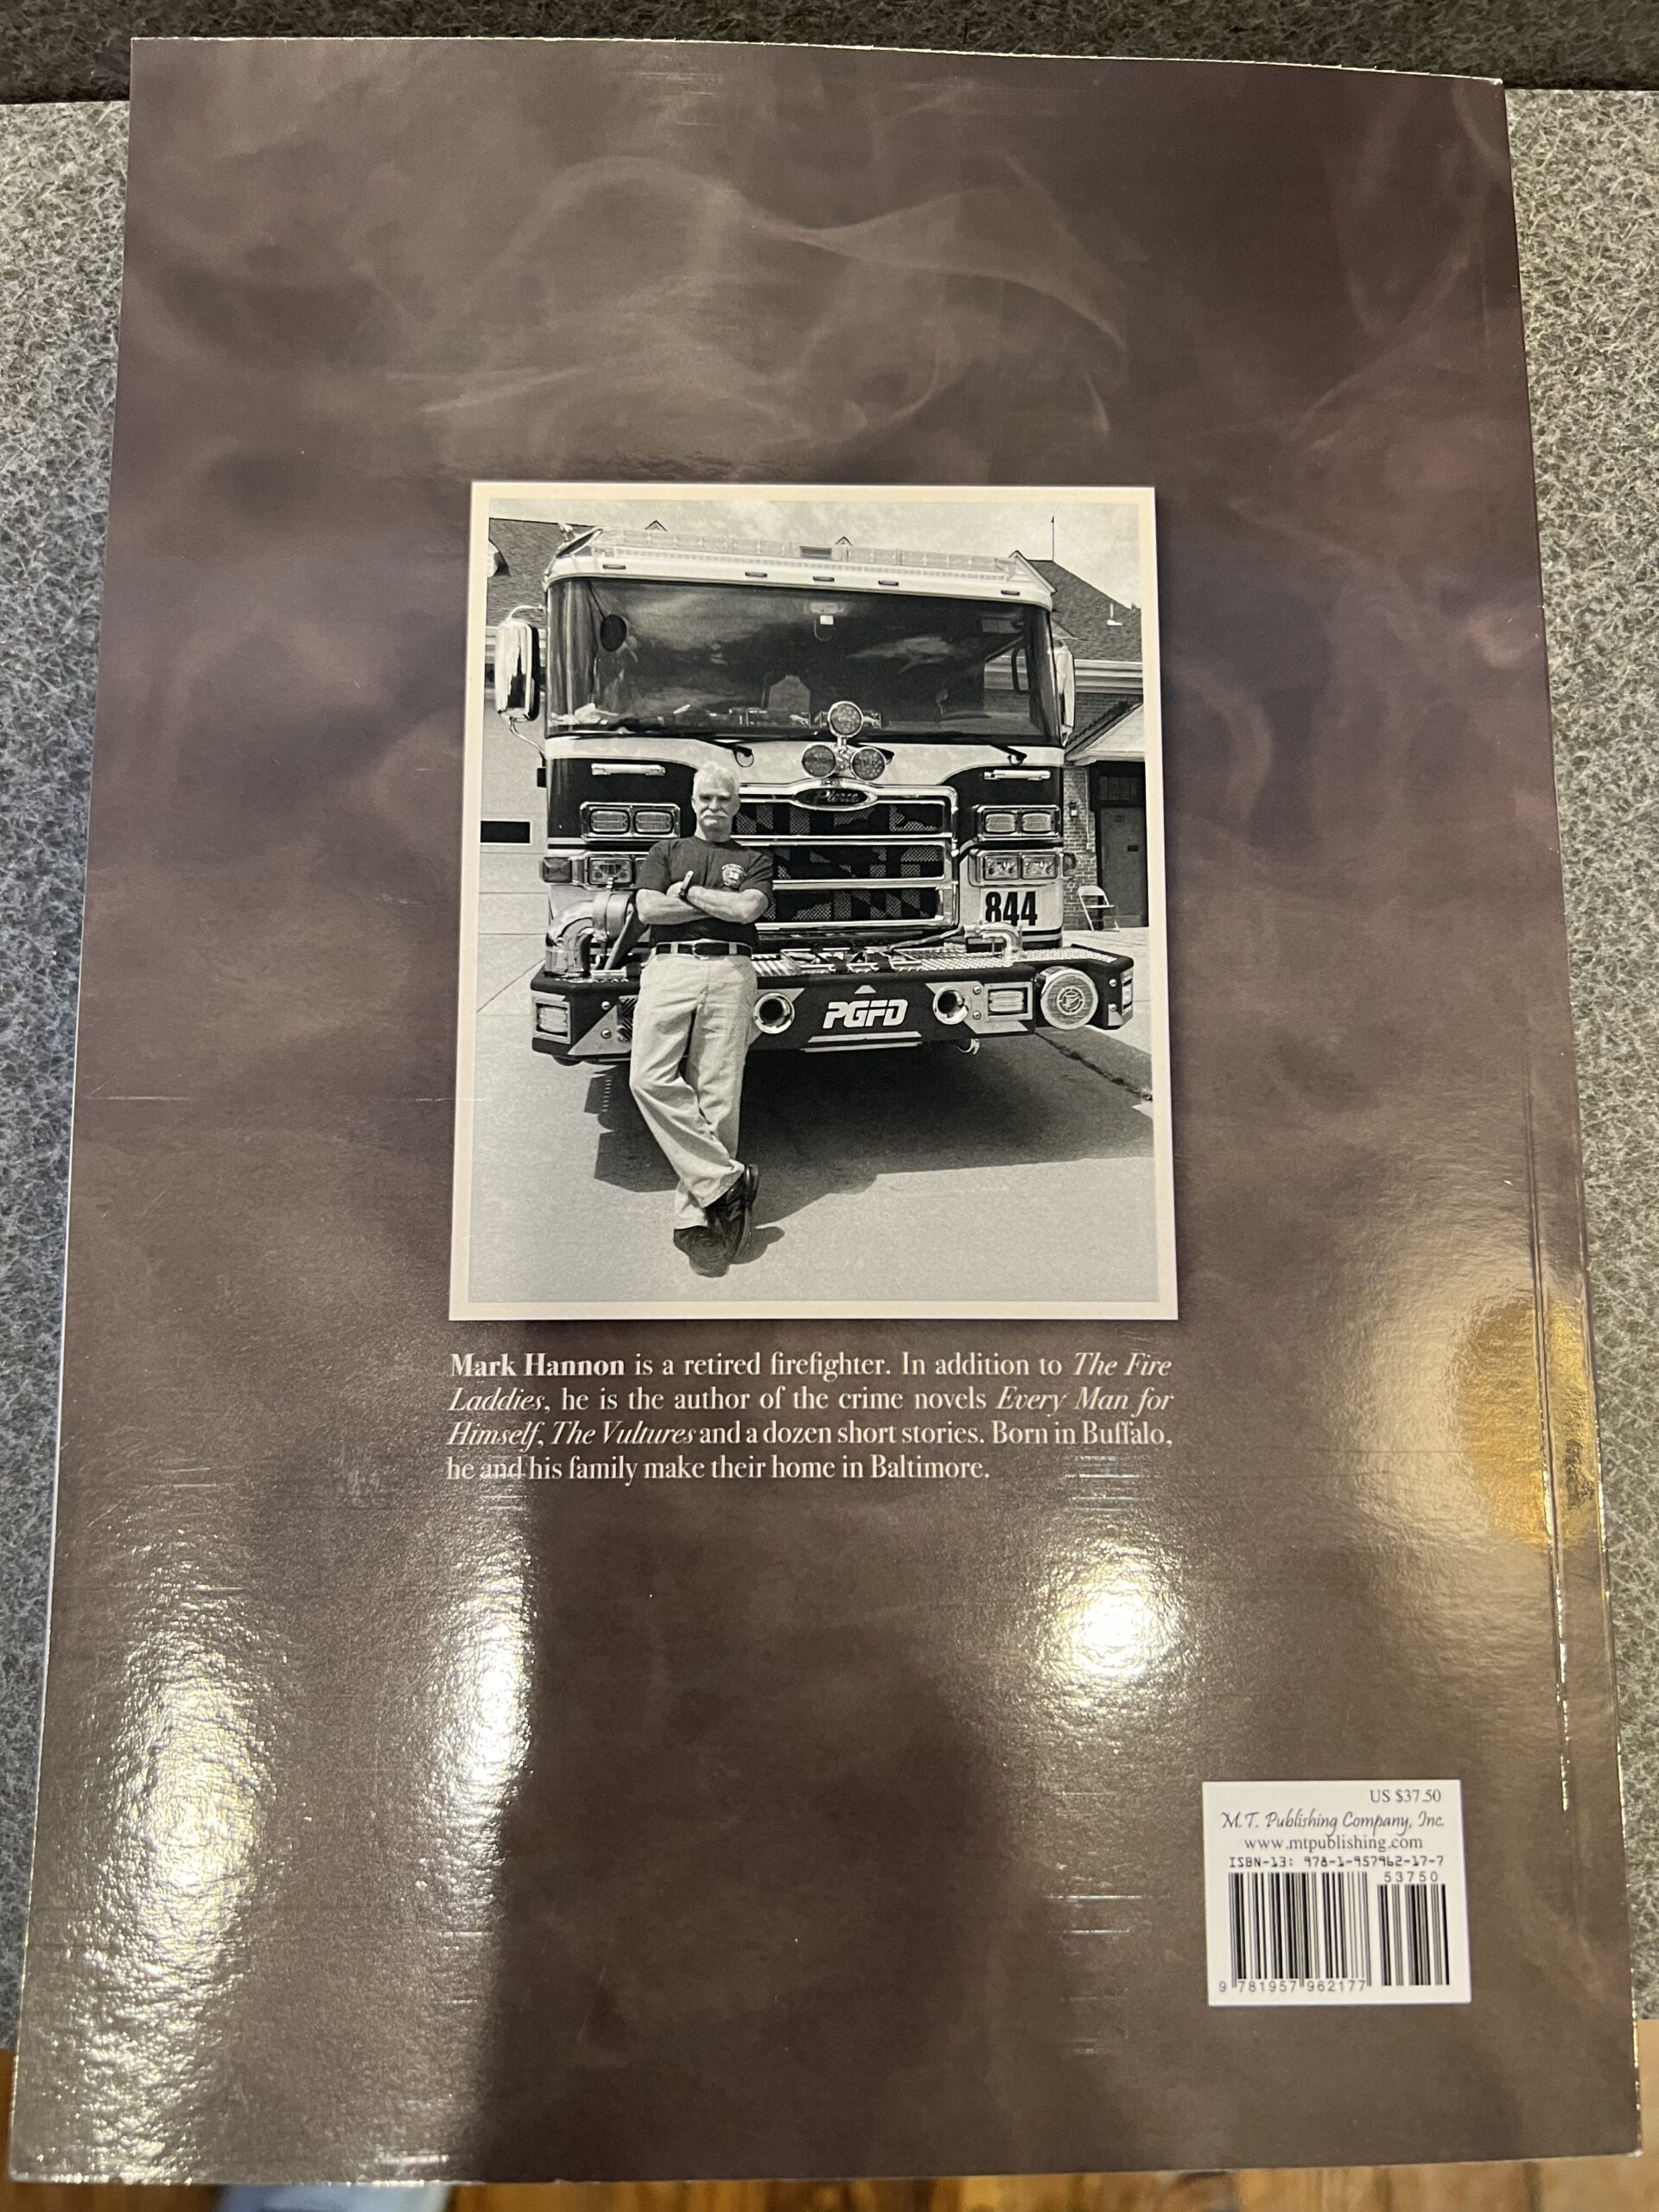 Pierce
844
PGFD
Mark Hannon is a retired firefighter. In addition to The Fire
Laddies, he is the author of the crime novels Every Man for
Himself, The Vultures and a dozen short stories. Born in Buffalo,
he and his family make their home in Baltimore.
US $37.50
M.T. Publishing Company, Inc.
www.mtpublishing.com
ISBN-13: 978-1-957962-17-7
53750
9 781957 962177